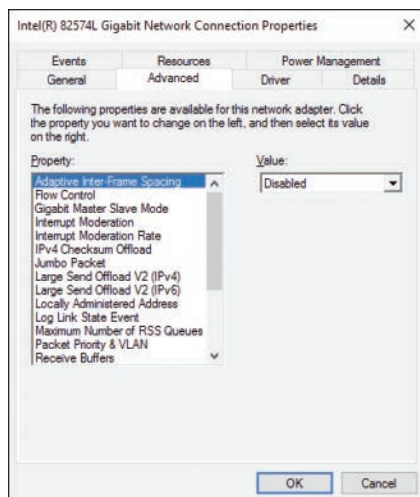 Intel(R) 82574L Gigabit Network Connection Properties
Events Resources Power Management
General Advanced Driver Details
The following properties are available for this network adapter. Click
the property you want to change on the left, and then select its value
on the right.
Property: Value:
Adaptive Inter-Frame Spacing Disabled
Flow Control
Gigabit Master Slave Mode
Interrupt Moderation
Interrupt Moderation Rate
IPv4 Checksum Offload
Jumbo Packet
Large Send Offload V2 (IPv4)
Large Send Offload V2 (IPv6)
Locally Administered Address
Log Link State Event
Maximum Number of RSS Queues
Packet Priority & VLAN
Receive Buffers
OK Cancel